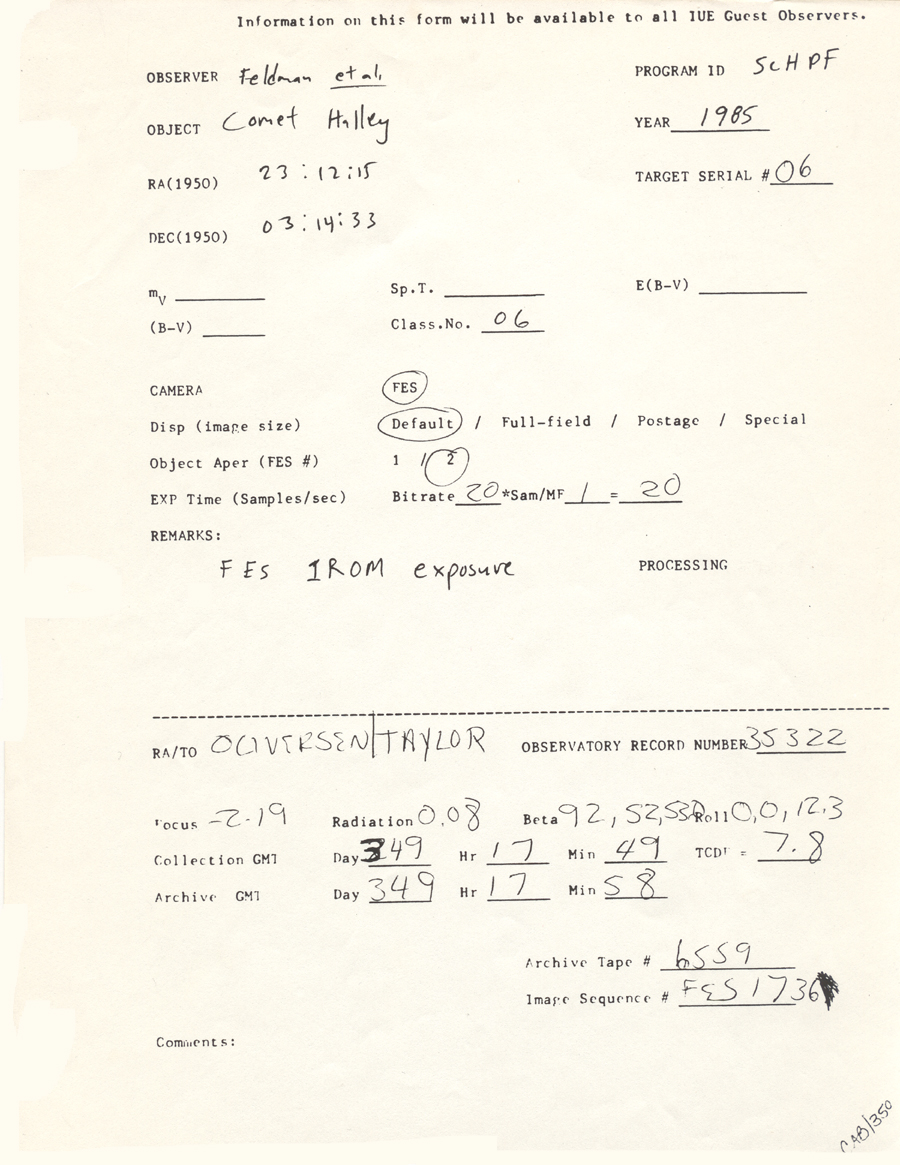 Information on this form will be available to all IUE Guest Observers.
OBSERVER Feldman et al. PROGRAM ID SCHPF
OBJECT Comet Halley YEAR 1985
RA(1950) 23:12:15 TARGET SERIAL # 06
DEC(1950) 03:14:33
mV Sp.T. E(B-V)
(B-V) Class.No. 06
CAMERA FES
Disp (image size) Default / Full-field / Postage / Special
Object Aper (FES #) 1 / 2
EXP Time (Samples/sec) Bitrate 20 *Sam/MF 1 = 20
REMARKS:
FES IROM exposure PROCESSING
RA/TO OLIVERSEN/TAYLOR OBSERVATORY RECORD NUMBER 35322
Focus -2.19 Radiation 0.08 Beta 92, 52, Roll 0,0, 12.3
Collection GMT Day 349 Hr 17 Min 49 TCDF = 7.8
Archive GMT Day 349 Hr 17 Min 58
Archive Tape # 6559
Image Sequence # FES 1736
Comments:
CAB/350